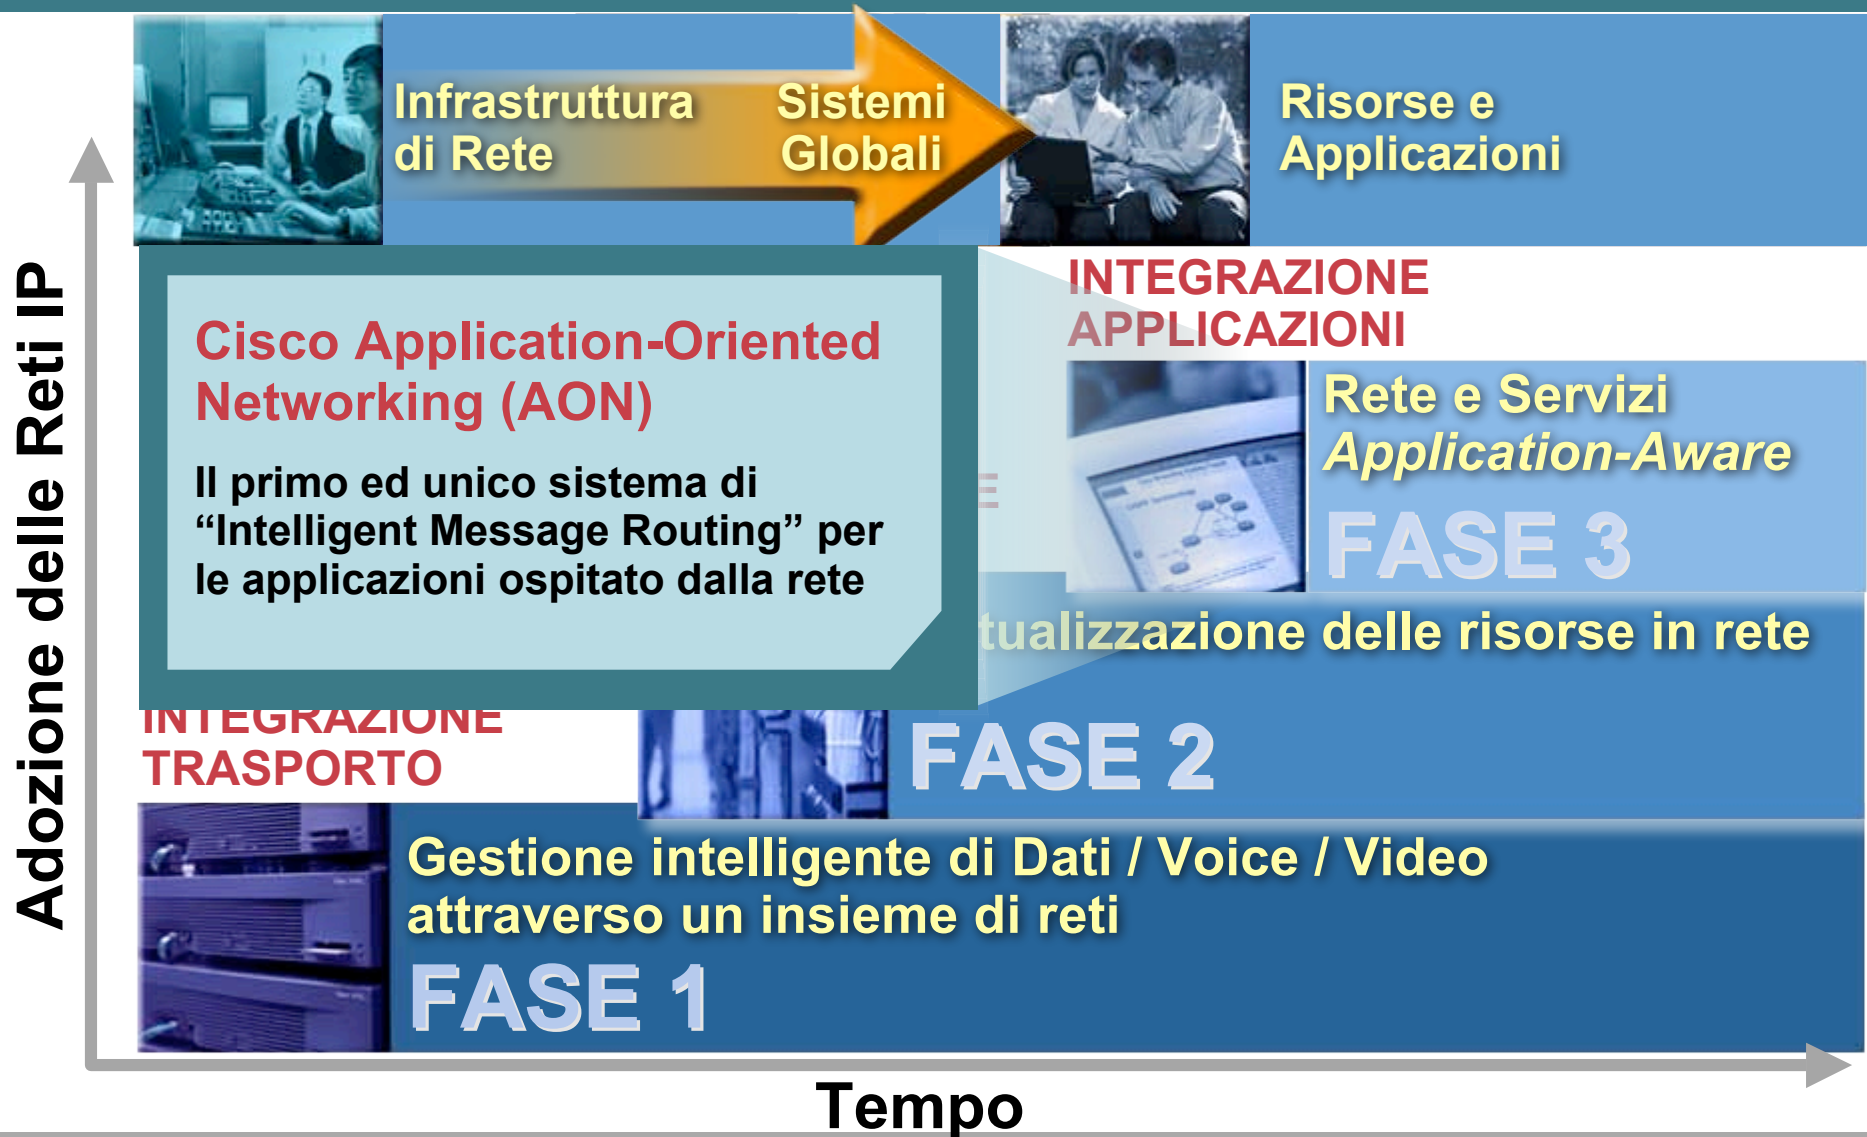 Infrastruttura
di Rete
Sistemi
Globali
Risorse e
Applicazioni
Adozione delle Reti IP
Cisco Application-Oriented
Networking (AON)
Il primo ed unico sistema di
“Intelligent Message Routing” per
le applicazioni ospitato dalla rete
INTEGRAZIONE
APPLICAZIONI
Rete e Servizi
Application-Aware
FASE 3
tualizzazione delle risorse in rete
FASE 2
INTEGRAZIONE
TRASPORTO
Gestione intelligente di Dati / Voice / Video
attraverso un insieme di reti
FASE 1
Tempo